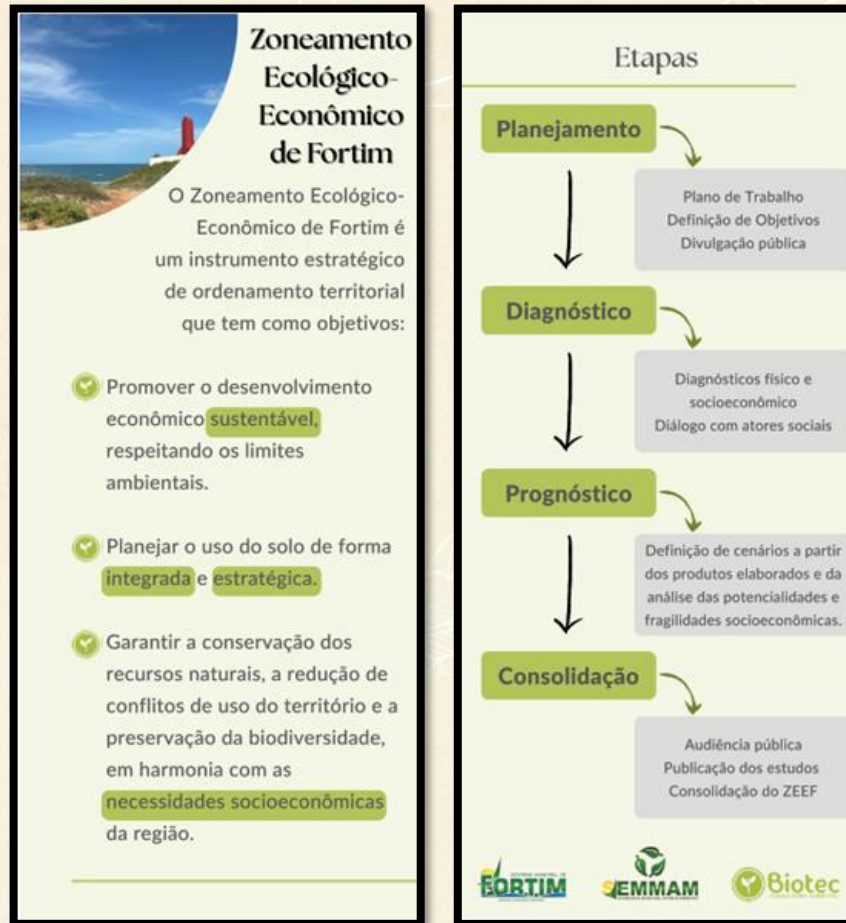 Zoneamento
Ecológico-
Econômico
de Fortim
O Zoneamento Ecológico-
Econômico de Fortim é
um instrumento estratégico
de ordenamento territorial
que tem como objetivos:
Promover o desenvolvimento
econômico sustentável,
respeitando os limites
ambientais.
Planejar o uso do solo de forma
integrada e estratégica.
Garantir a conservação dos
recursos naturais, a redução de
conflitos de uso do território e a
preservação da biodiversidade,
em harmonia com as
necessidades socioeconômicas
da região.
Etapas
Planejamento
Plano de Trabalho
Definição de Objetivos
Divulgação pública
Diagnóstico
Diagnósticos físico e
socioeconômico
Diálogo com atores sociais
Prognóstico
Definição de cenários a partir
dos produtos elaborados e da
análise das potencialidades e
fragilidades socioeconômicas.
Consolidação
Audiência pública
Publicação dos estudos
Consolidação do ZEEF
FORTIM
SEMMAM
Biotec